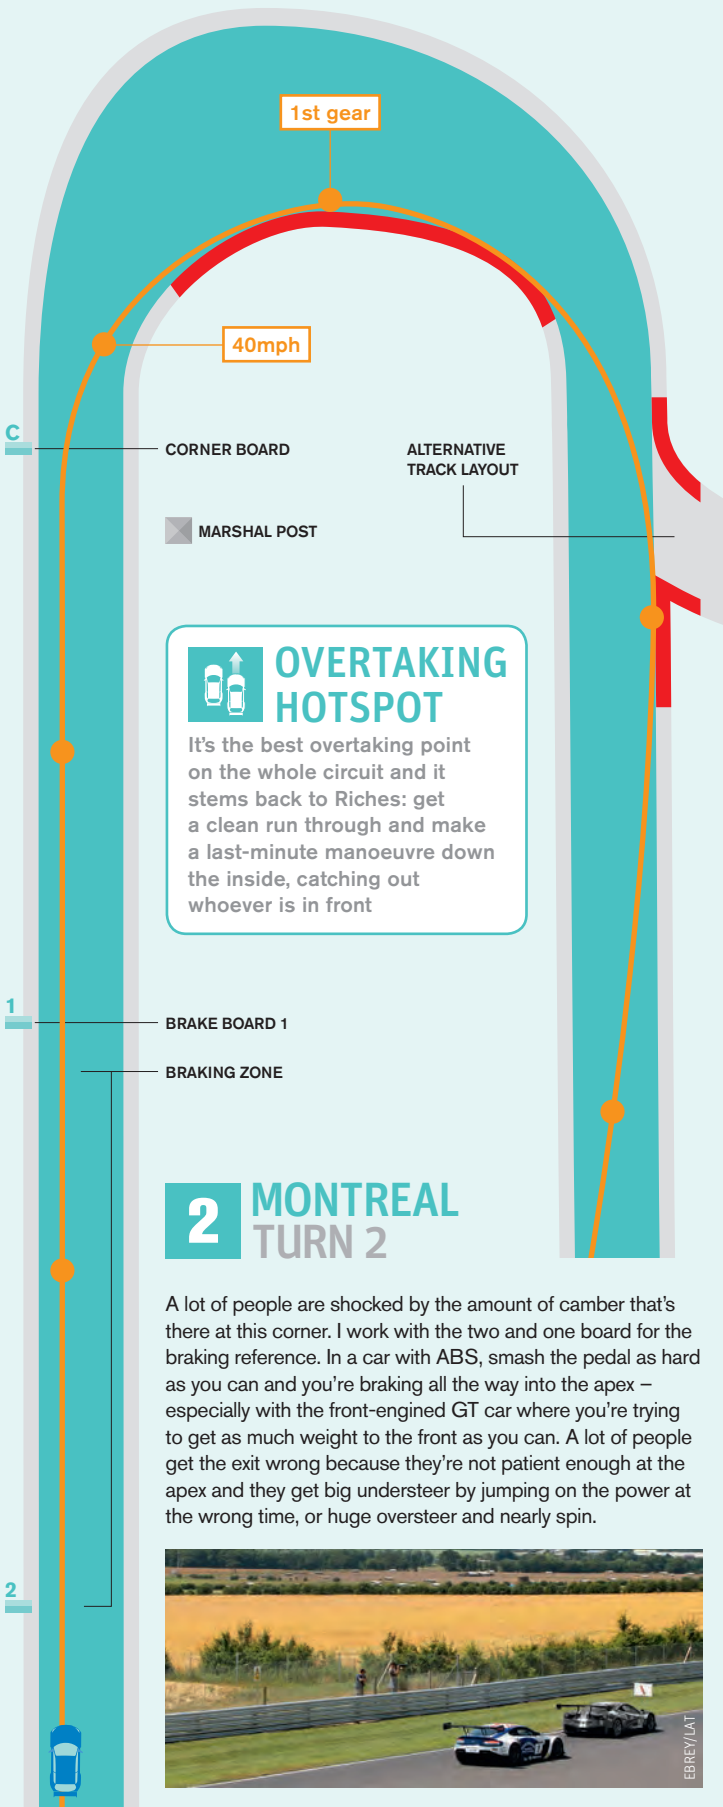 1st gear
40mph
C
CORNER BOARD
ALTERNATIVE
TRACK LAYOUT
MARSHAL POST
OVERTAKING
HOTSPOT
It's the best overtaking point
on the whole circuit and it
stems back to Riches: get
a clean run through and make
a last-minute manoeuvre down
the inside, catching out
whoever is in front
1
BRAKE BOARD 1
BRAKING ZONE
2 MONTREAL
TURN 2
A lot of people are shocked by the amount of camber that's
there at this corner. I work with the two and one board for the
braking reference. In a car with ABS, smash the pedal as hard
as you can and you're braking all the way into the apex –
especially with the front-engined GT car where you're trying
to get as much weight to the front as you can. A lot of people
get the exit wrong because they're not patient enough at the
apex and they get big understeer by jumping on the power at
the wrong time, or huge oversteer and nearly spin.
2
EBREY/LAT